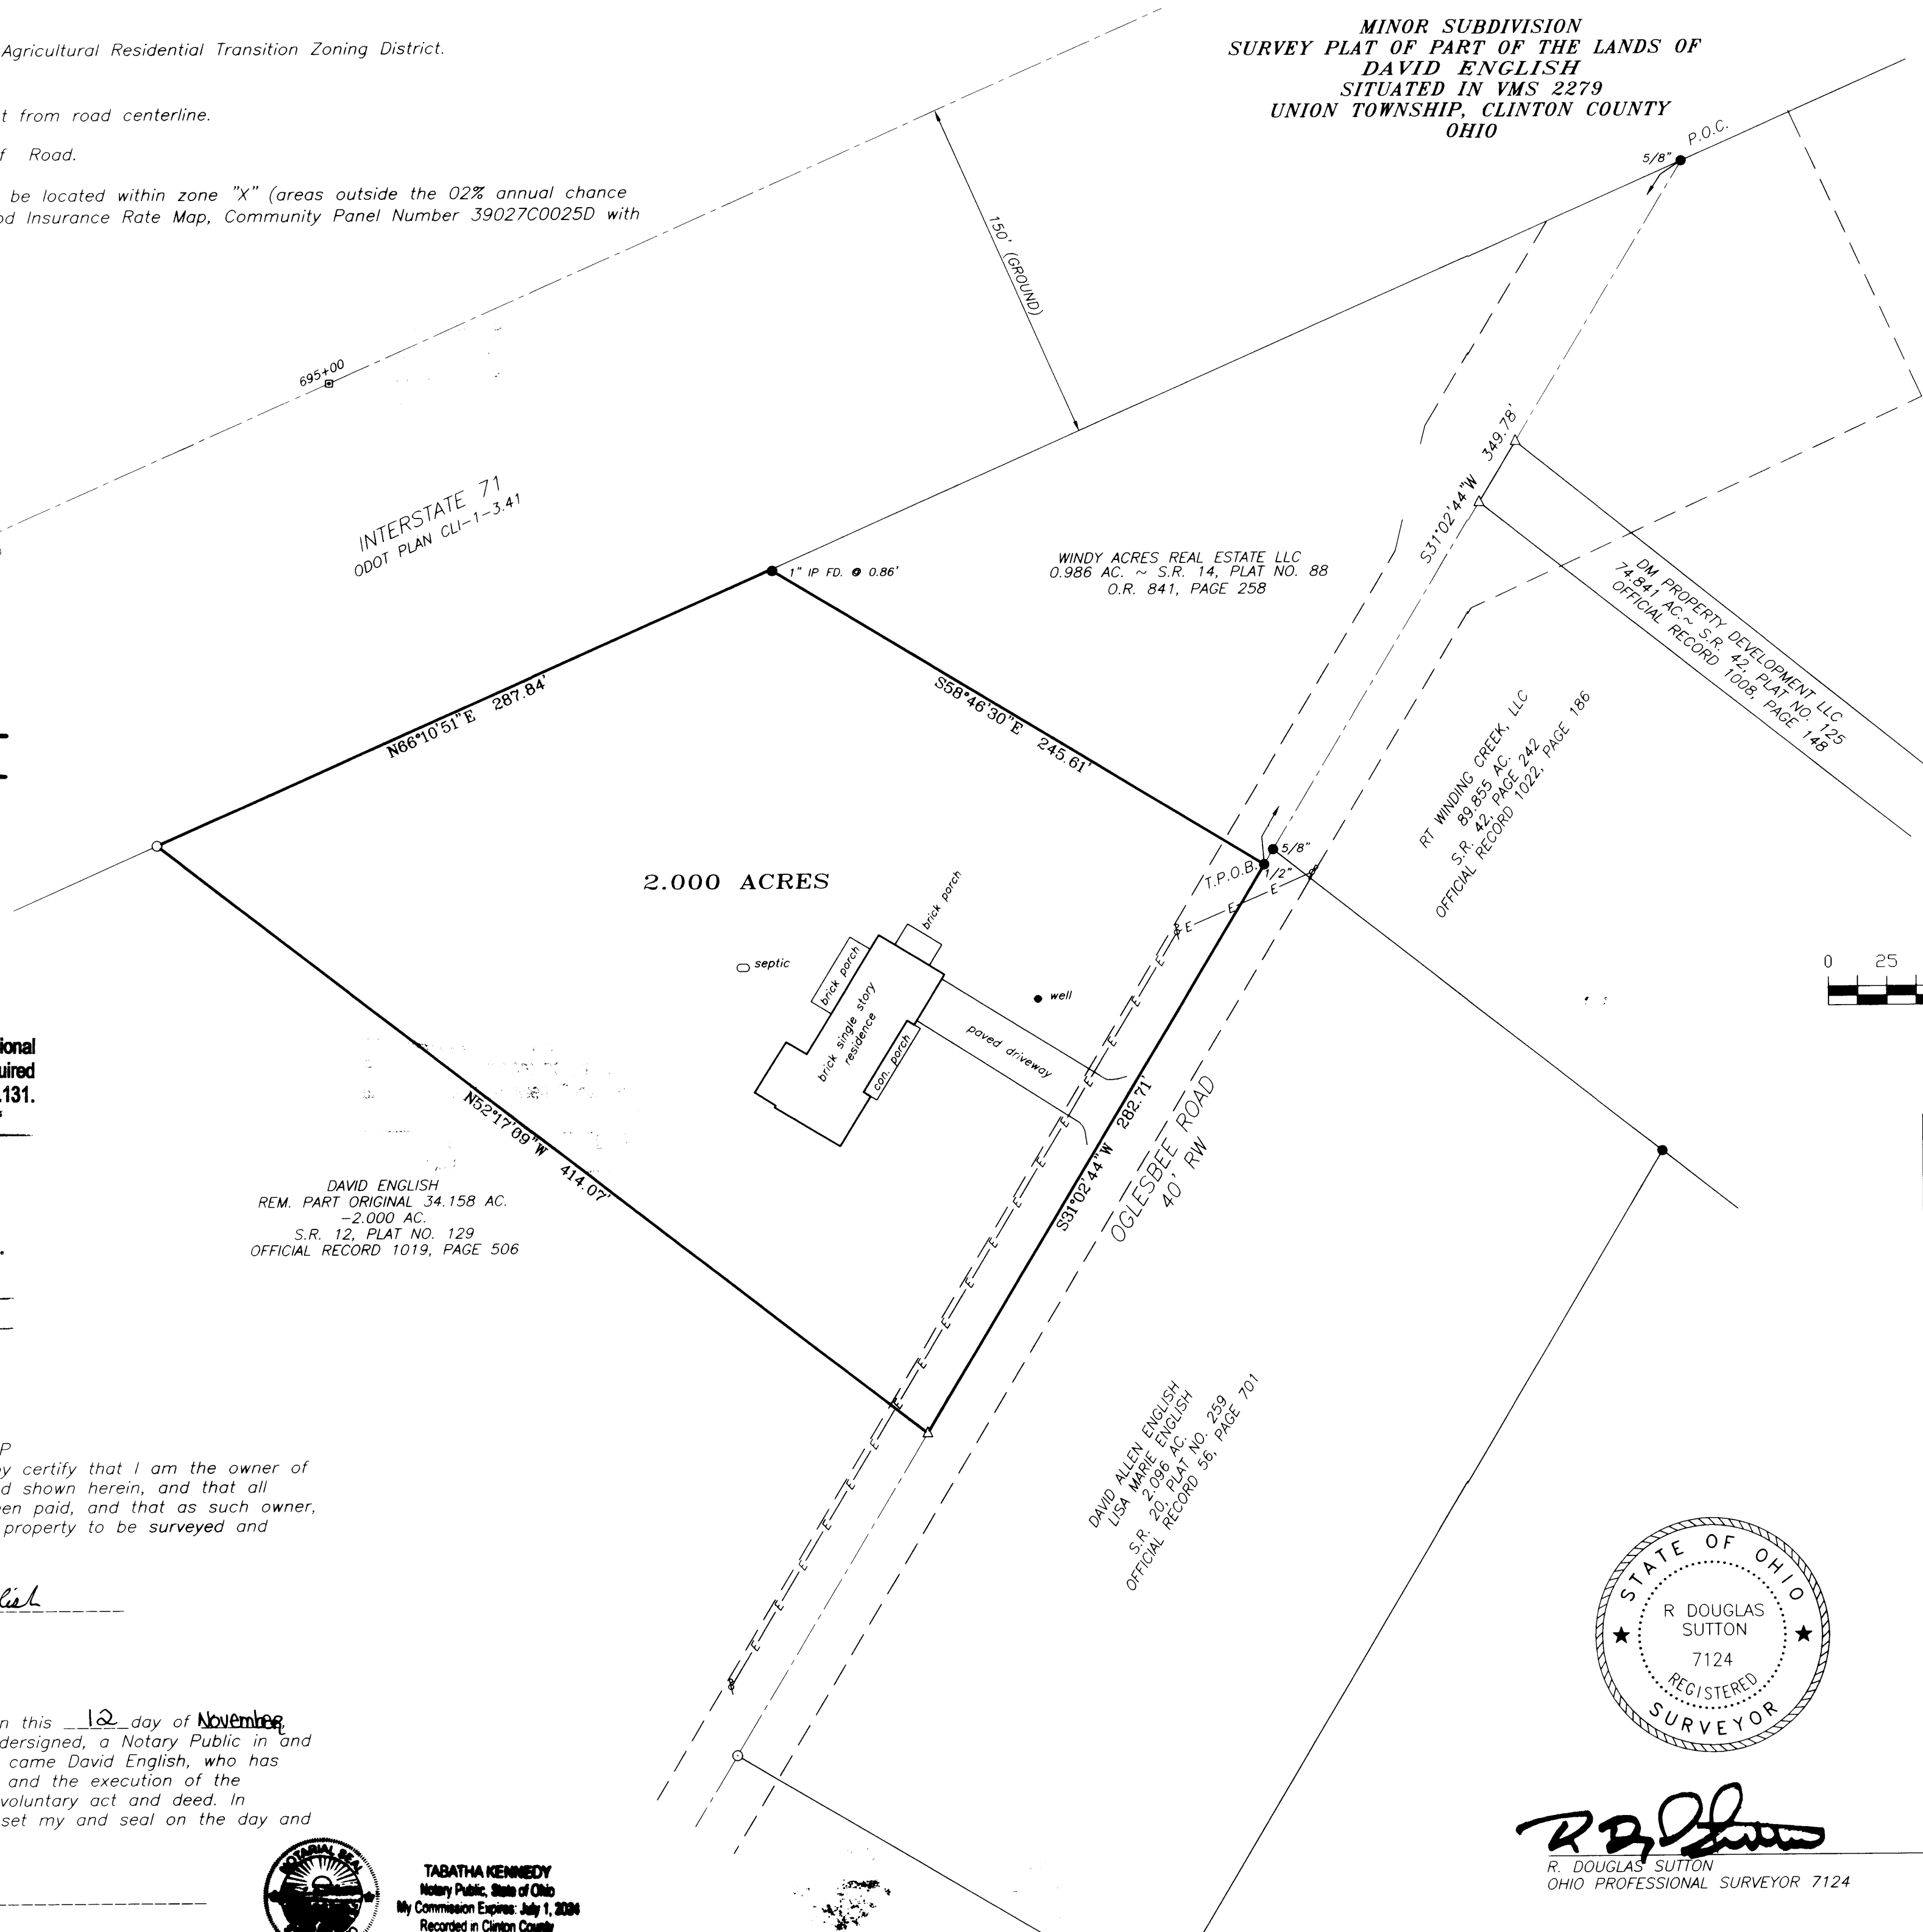 MINOR SUBDIVISION
SURVEY PLAT OF PART OF THE LANDS OF
DAVID ENGLISH
SITUATED IN VMS 2279
UNION TOWNSHIP, CLINTON COUNTY
OHIO
Agricultural Residential Transition Zoning District.
t from road centerline.
f Road.
be located within zone "X" (areas outside the 02% annual chance
od Insurance Rate Map, Community Panel Number 39027C0025D with
P.O.C.
5/8"
150' (GROUND)
695+00
INTERSTATE 71
ODOT PLAN CLI-1-3.41
S31°02'44"W 349.78'
1" IP FD. @ 0.86'
WINDY ACRES REAL ESTATE LLC
0.986 AC. ~ S.R. 14, PLAT NO. 88
O.R. 841, PAGE 258
DM PROPERTY DEVELOPMENT LLC
74.841 AC.~ S.R. 42, PLAT NO. 125
OFFICIAL RECORD 1008, PAGE 148
N66°10'51"E 287.84'
S58°46'30"E 245.61'
RT WINDING CREEK, LLC
89.855 AC.
S.R. 42, PAGE 242
OFFICIAL RECORD 1022, PAGE 186
5/8"
T.P.O.B.
1/2"
2.000 ACRES
brick porch
brick porch
septic
well
brick single story
residence
con. porch
paved driveway
E E E
E E E E E E E E E E E E E E E E E E
0 25
ional
uired
.131.
N52°17'09"W 414.07'
S31°02'44"W 282.71'
OGLESBEE ROAD
40' RW
DAVID ENGLISH
REM. PART ORIGINAL 34.158 AC.
-2.000 AC.
S.R. 12, PLAT NO. 129
OFFICIAL RECORD 1019, PAGE 506
DAVID ALLEN ENGLISH
LISA MARIE ENGLISH
2.096 AC.
S.R. 20, PLAT NO. 259
OFFICIAL RECORD 56, PAGE 701
P
by certify that I am the owner of
d shown herein, and that all
en paid, and that as such owner,
property to be surveyed and
lish
n this 12 day of November,
dersigned, a Notary Public in and
came David English, who has
and the execution of the
voluntary act and deed. In
set my and seal on the day and
NOTARIAL SEAL
TABATHA KENNEDY
Notary Public, State of Ohio
My Commission Expires: July 1, 2024
Recorded in Clinton County
STATE OF OHIO
R DOUGLAS
SUTTON
7124
REGISTERED
SURVEYOR
R. DOUGLAS SUTTON
OHIO PROFESSIONAL SURVEYOR 7124